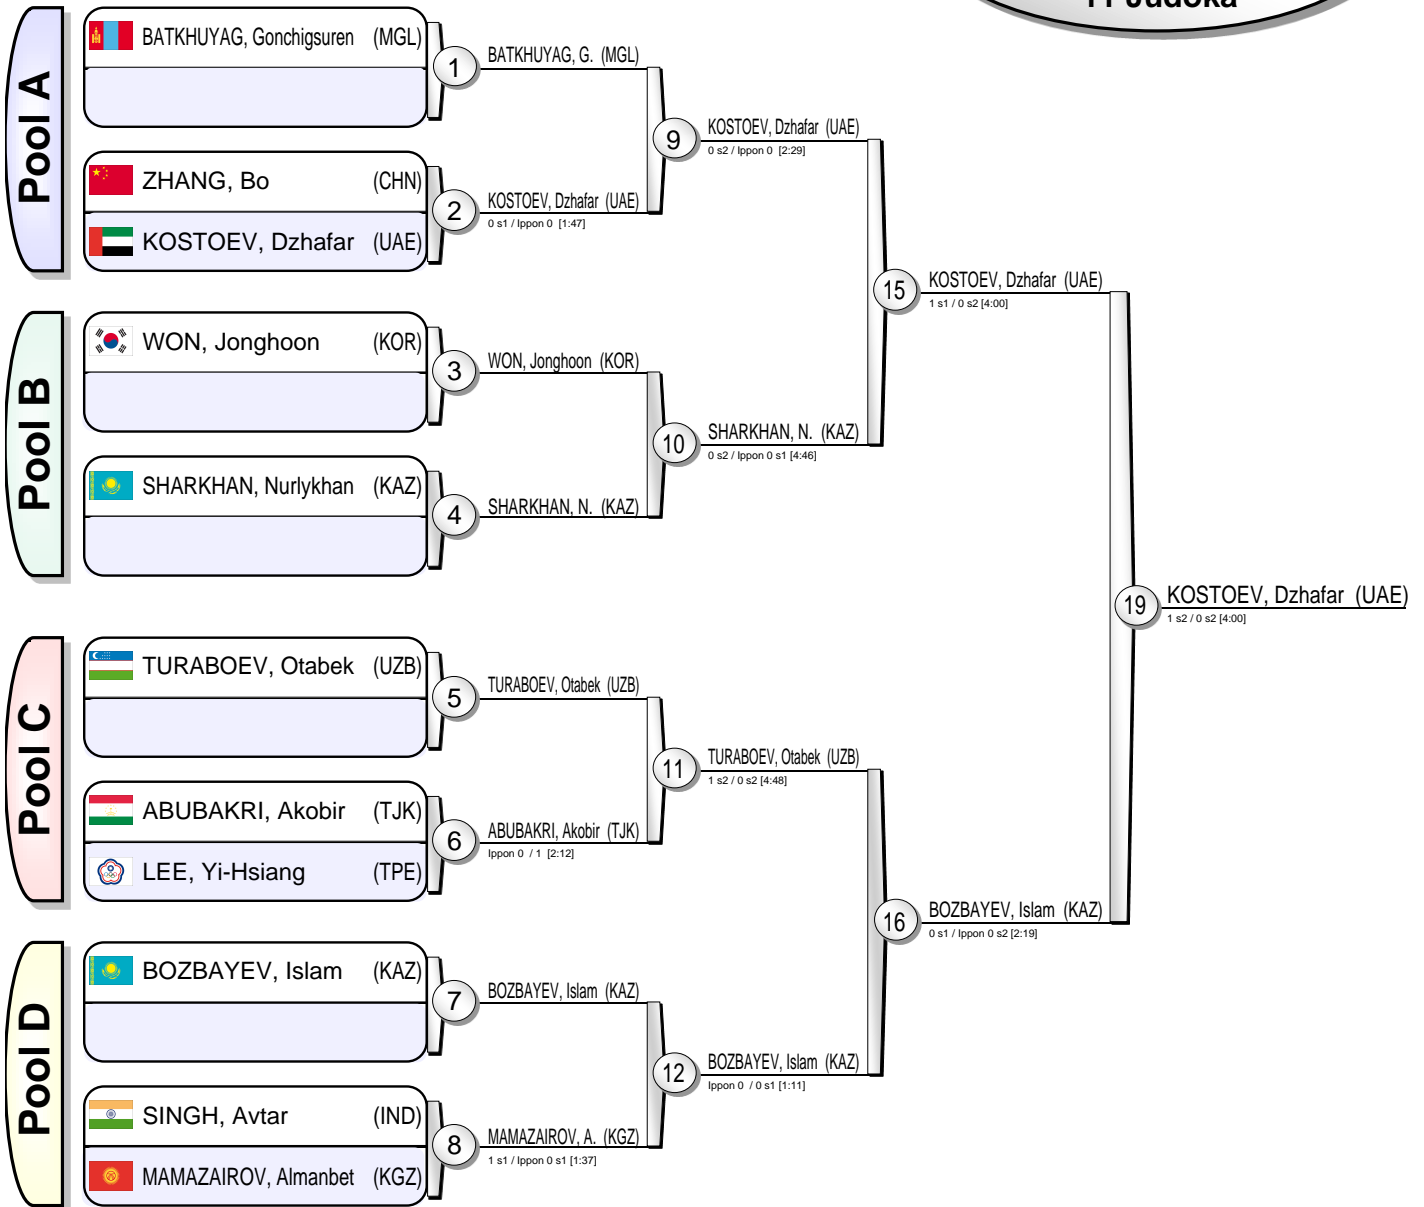 11 Judoka
Pool A
BATKHUYAG, Gonchigsuren (MGL)
1
BATKHUYAG, G. (MGL)
ZHANG, Bo (CHN)
KOSTOEV, Dzhafar (UAE)
2
KOSTOEV, Dzhafar (UAE)
0 s1 / Ippon 0 [1:47]
9
KOSTOEV, Dzhafar (UAE)
0 s2 / Ippon 0 [2:29]
Pool B
WON, Jonghoon (KOR)
3
WON, Jonghoon (KOR)
SHARKHAN, Nurlykhan (KAZ)
4
SHARKHAN, N. (KAZ)
10
SHARKHAN, N. (KAZ)
0 s2 / Ippon 0 s1 [4:46]
15
KOSTOEV, Dzhafar (UAE)
1 s1 / 0 s2 [4:00]
Pool C
TURABOEV, Otabek (UZB)
5
TURABOEV, Otabek (UZB)
ABUBAKRI, Akobir (TJK)
LEE, Yi-Hsiang (TPE)
6
ABUBAKRI, Akobir (TJK)
Ippon 0 / 1 [2:12]
11
TURABOEV, Otabek (UZB)
1 s2 / 0 s2 [4:48]
Pool D
BOZBAYEV, Islam (KAZ)
7
BOZBAYEV, Islam (KAZ)
SINGH, Avtar (IND)
MAMAZAIROV, Almanbet (KGZ)
8
MAMAZAIROV, A. (KGZ)
1 s1 / Ippon 0 s1 [1:37]
12
BOZBAYEV, Islam (KAZ)
Ippon 0 / 0 s1 [1:11]
16
BOZBAYEV, Islam (KAZ)
0 s1 / Ippon 0 s2 [2:19]
19
KOSTOEV, Dzhafar (UAE)
1 s2 / 0 s2 [4:00]